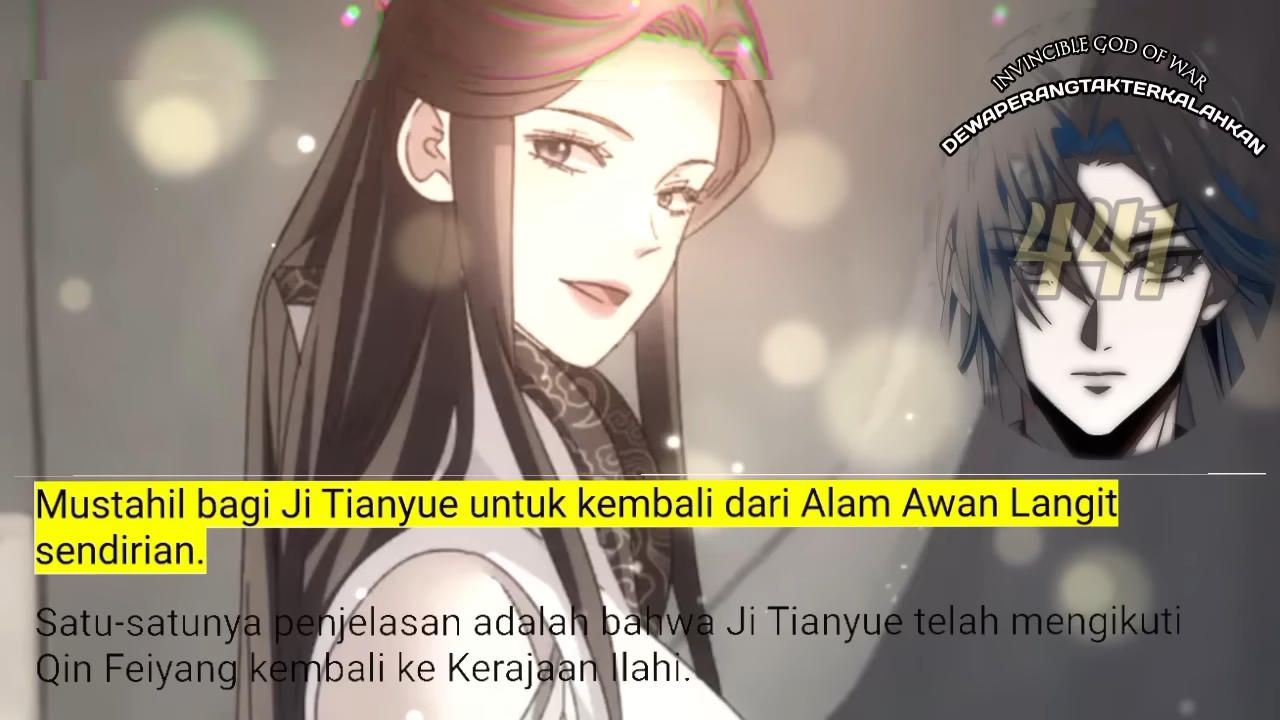 INVINCIBLE GOD OF WAR
DEWAPERANGTAKTERKALAHKAN
441
Mustahil bagi Ji Tianyue untuk kembali dari Alam Awan Langit
sendirian.
Satu-satunya penjelasan adalah bahwa Ji Tianyue telah mengikuti
Qin Feiyang kembali ke Kerajaan Ilahi.